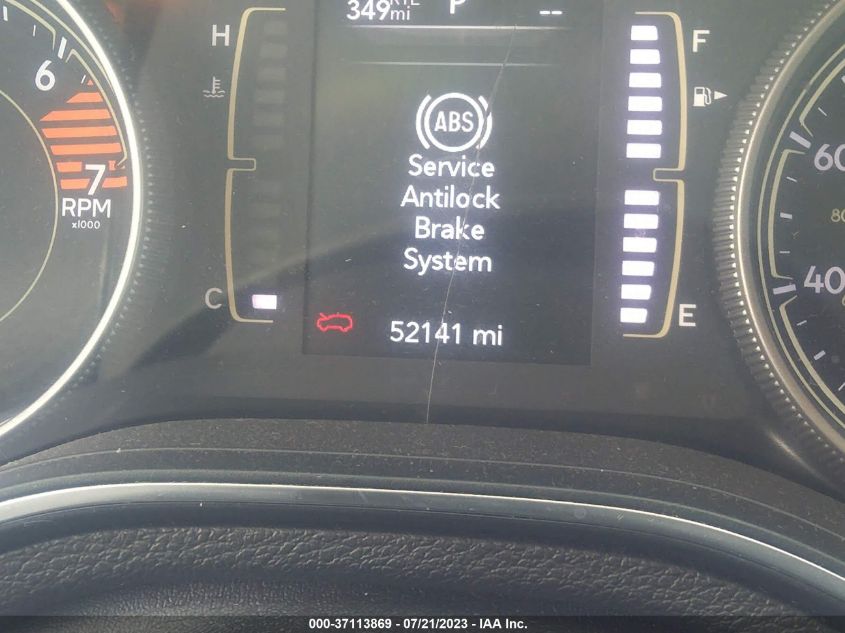 349mi
P
--
H
F
6
ABS
Service
Antilock
Brake
System
7
RPM
x1000
60
80
40
C
E
52141 mi
000-37113869 / 07/21/2023 - IAA Inc.